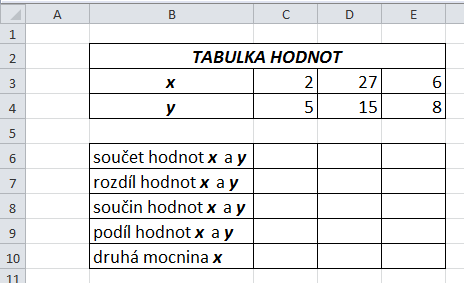 A B C D E
1
2 TABULKA HODNOT
3 x 2 27 6
4 y 5 15 8
5
6 součet hodnot x a y
7 rozdíl hodnot x a y
8 součin hodnot x a y
9 podíl hodnot x a y
10 druhá mocnina x
11